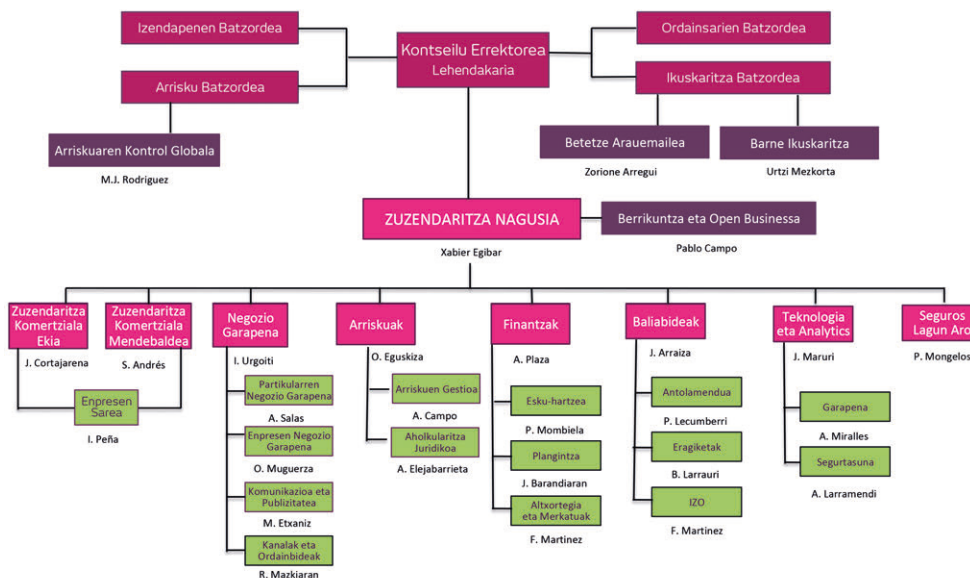 Izendapenen Batzordea
Kontseilu Errektorea
Lehendakaria
Ordainsarien Batzordea
Arrisku Batzordea
Ikuskaritza Batzordea
Arriskuaren Kontrol Globala
M.J. Rodriguez
Betetze Arauemailea
Zorione Arregui
Barne Ikuskaritza
Urtzi Mezkorta
ZUZENDARITZA NAGUSIA
Xabier Egibar
Berrikuntza eta Open Businessa
Pablo Campo
Zuzendaritza
Komertziala
Ekia
J. Cortajarena
Zuzendaritza
Komertziala
Mendebaldea
S. Andrés
Enpresen
Sarea
I. Peña
Negozio
Garapena
I. Urgoiti
Partikularren
Negozio Garapena
A. Salas
Enpresen Negozio
Garapena
O. Muguerza
Komunikazioa eta
Publizitatea
M. Etxaniz
Kanalak eta
Ordainbideak
R. Mazkiaran
Arriskuak
O. Eguskiza
Arriskuen Gestioa
A. Campo
Aholkularitza
Juridikoa
A. Elejabarrieta
Finantzak
A. Plaza
Esku-hartzea
P. Mombiela
Plangintza
J. Barandiaran
Altxortegia
eta Merkatuak
F. Martinez
Baliabideak
J. Arraiza
Antolamendua
P. Lecumberri
Eragiketak
B. Larrauri
IZO
F. Martinez
Teknologia
eta Analytics
J. Maruri
Garapena
A. Miralles
Segurtasuna
A. Larramendi
Seguros
Lagun Aro
P. Mongelos